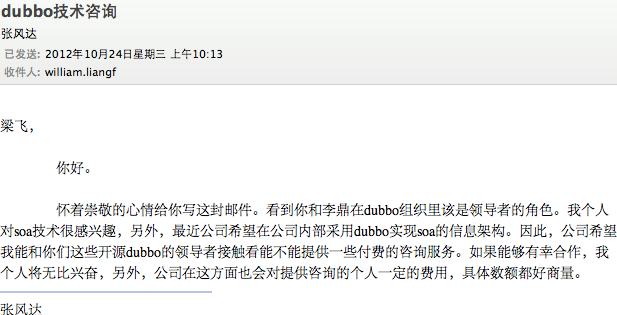 dubbo技术咨询
张风达
已发送: 2012年10月24日星期三 上午10:13
收件人: william.liangf
梁飞，
你好。
怀着崇敬的心情给你写这封邮件。看到你和李鼎在dubbo组织里该是领导者的角色。我个人
对soa技术很感兴趣，另外，最近公司希望在公司内部采用dubbo实现soa的信息架构。因此，公司希望
我能和你们这些开源dubbo的领导者接触看能不能提供一些付费的咨询服务。如果能够有幸合作，我
个人将无比兴奋，另外，公司在这方面也会对提供咨询的个人一定的费用，具体数额都好商量。
张风达